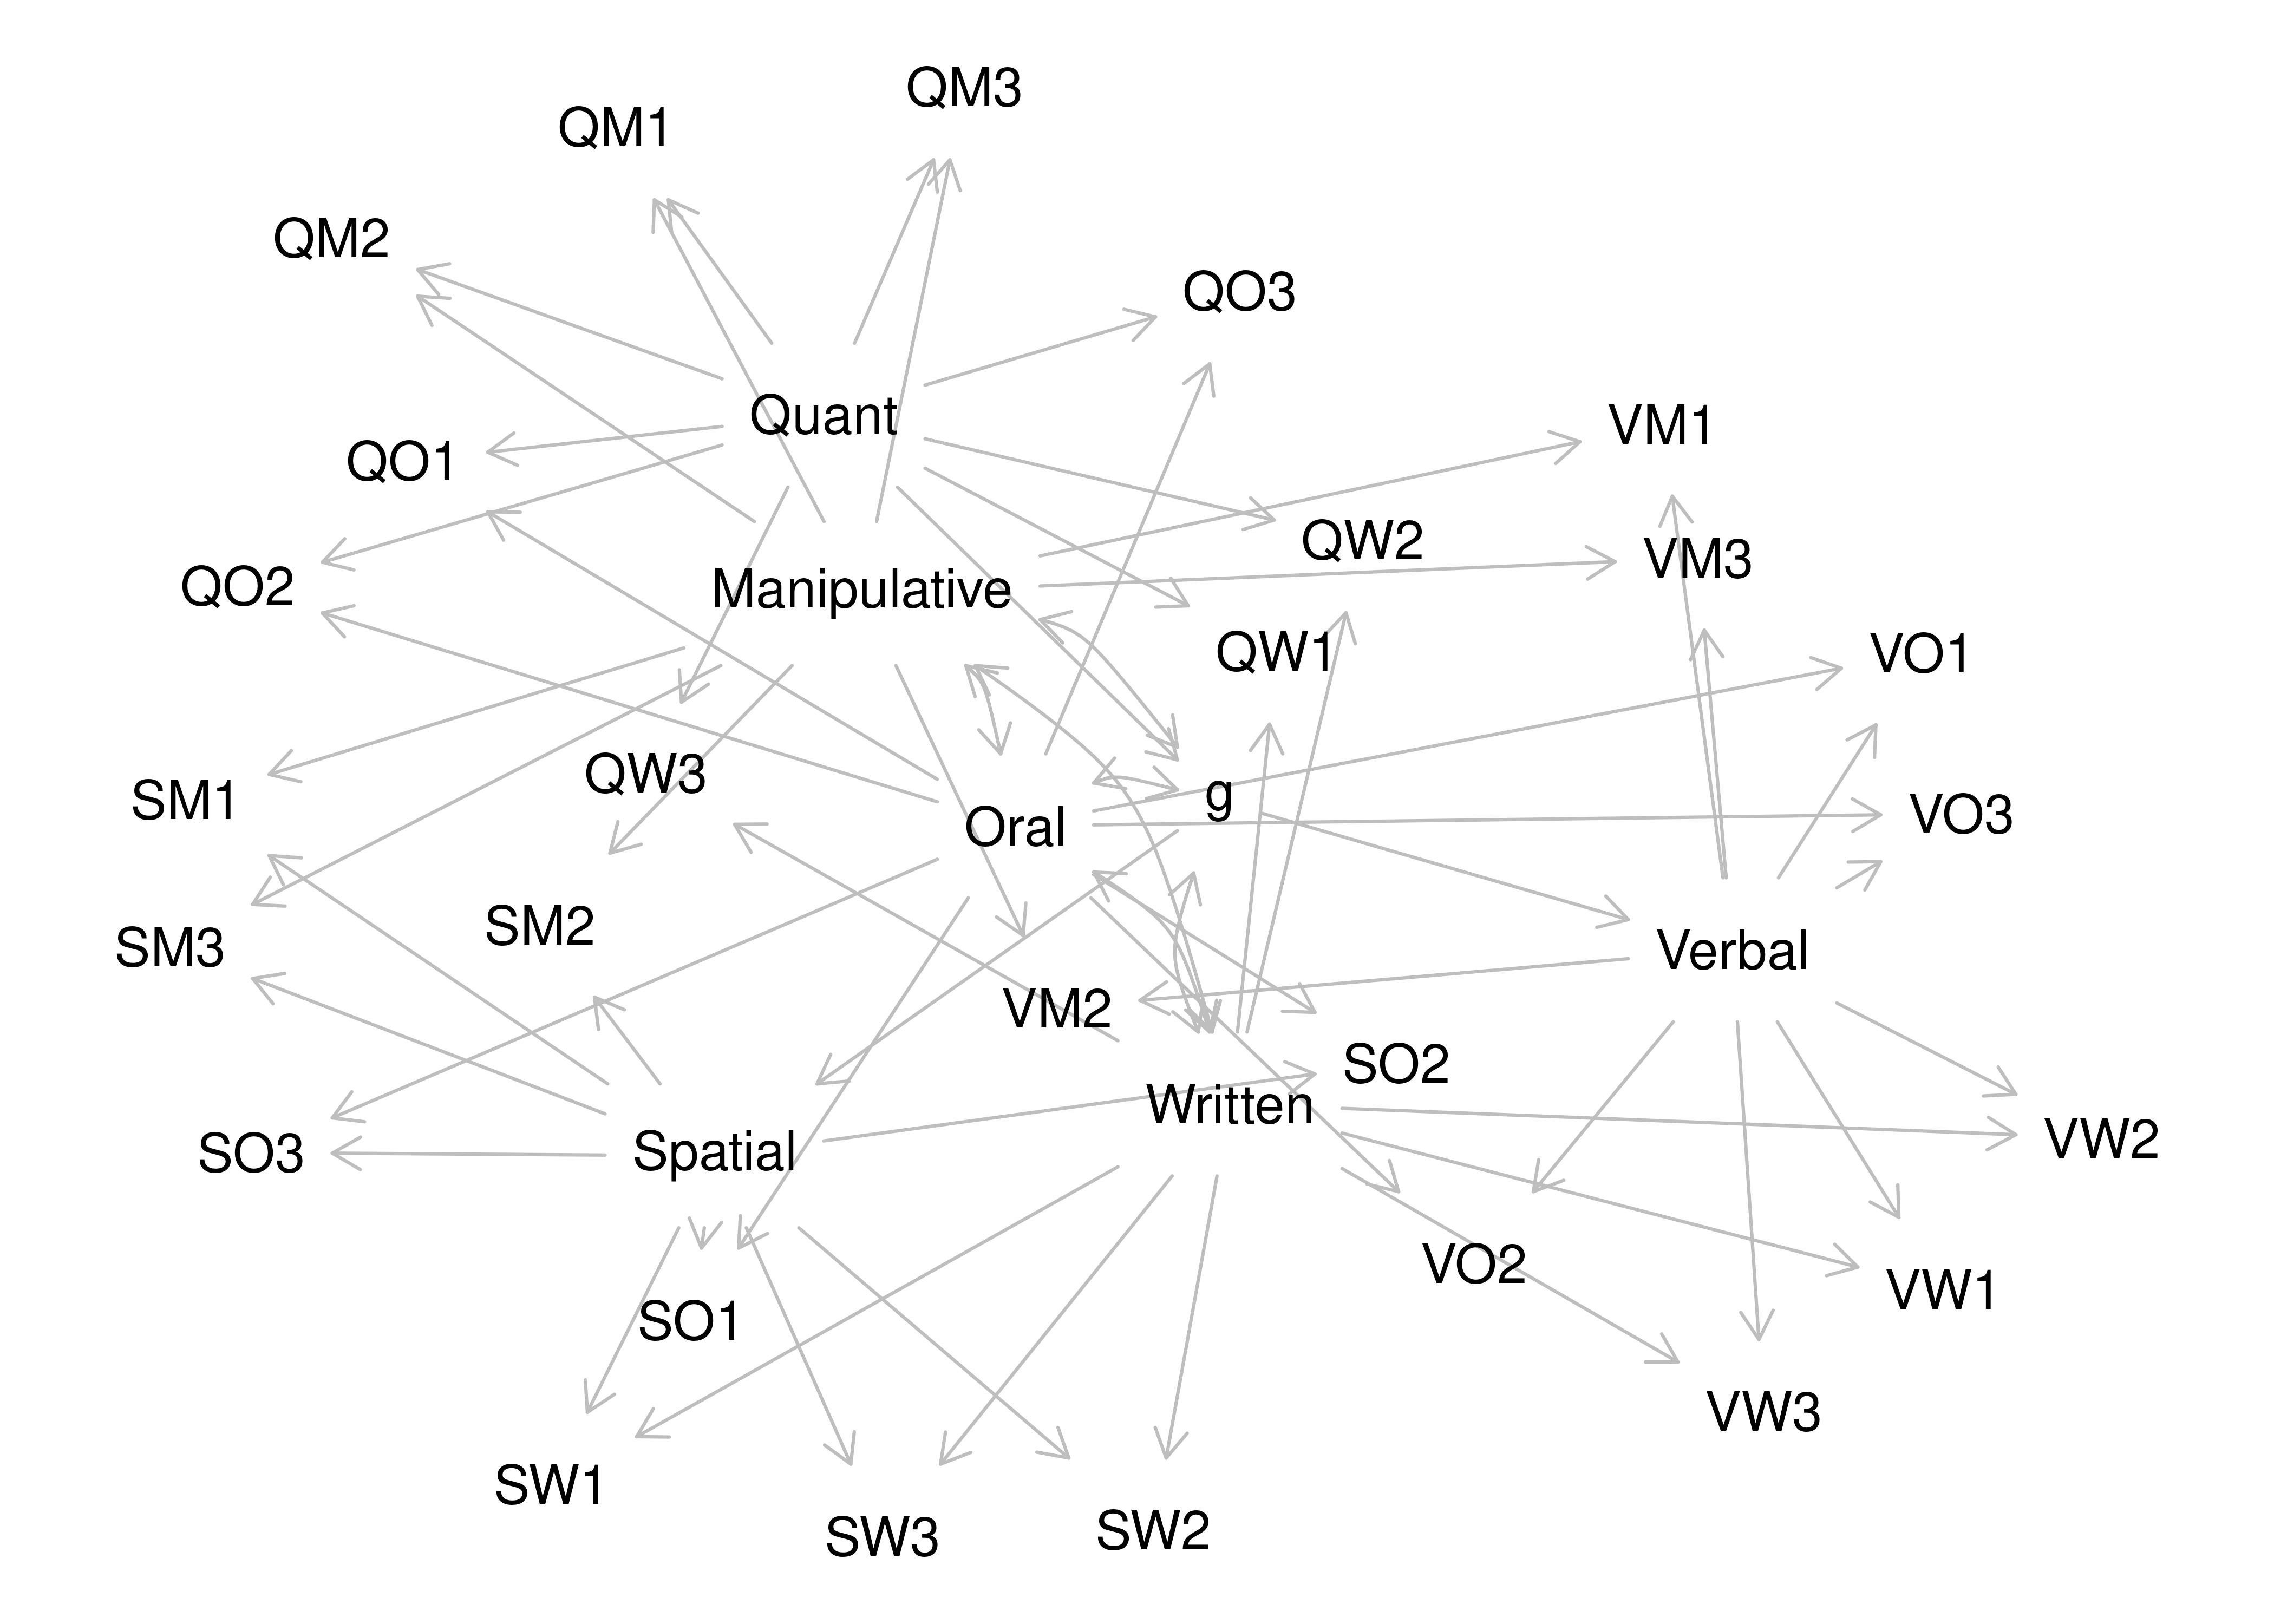 QM3
QM1
QM2
QO3
Quant
VM1
QO1
QW2
VM3
QO2
Manipulative
QW1
VO1
QW3
SM1
g
Oral
VO3
SM2
SM3
Verbal
VM2
SO2
Written
VW2
SO3
Spatial
VO2
VW1
SO1
VW3
SW1
SW3
SW2